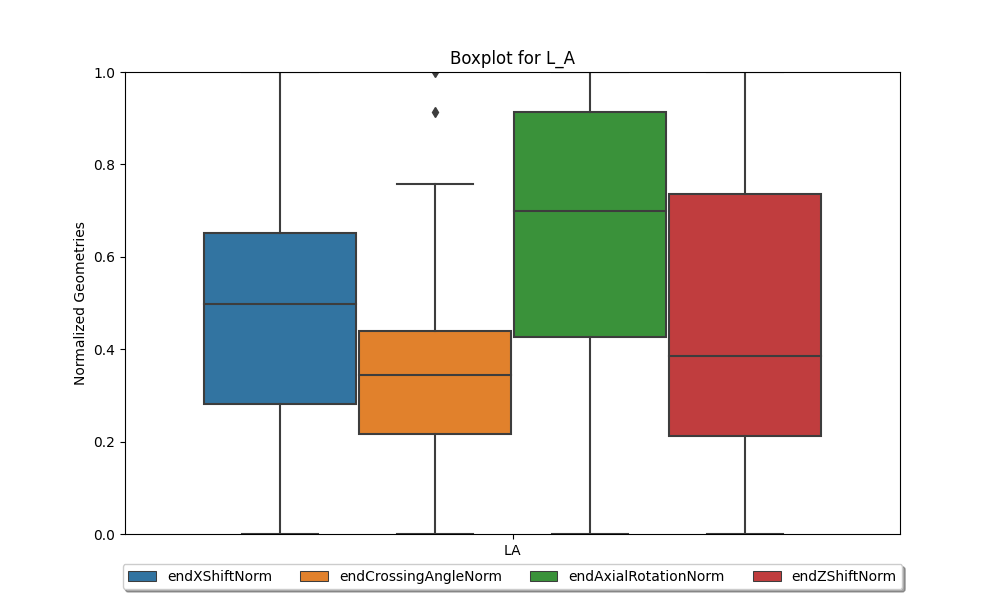 Boxplot for L_A
1.0
0.8
0.6
0.4
0.2
0.0
Normalized Geometries
LA
endXShiftNorm endCrossingAngleNorm endAxialRotationNorm endZShiftNorm